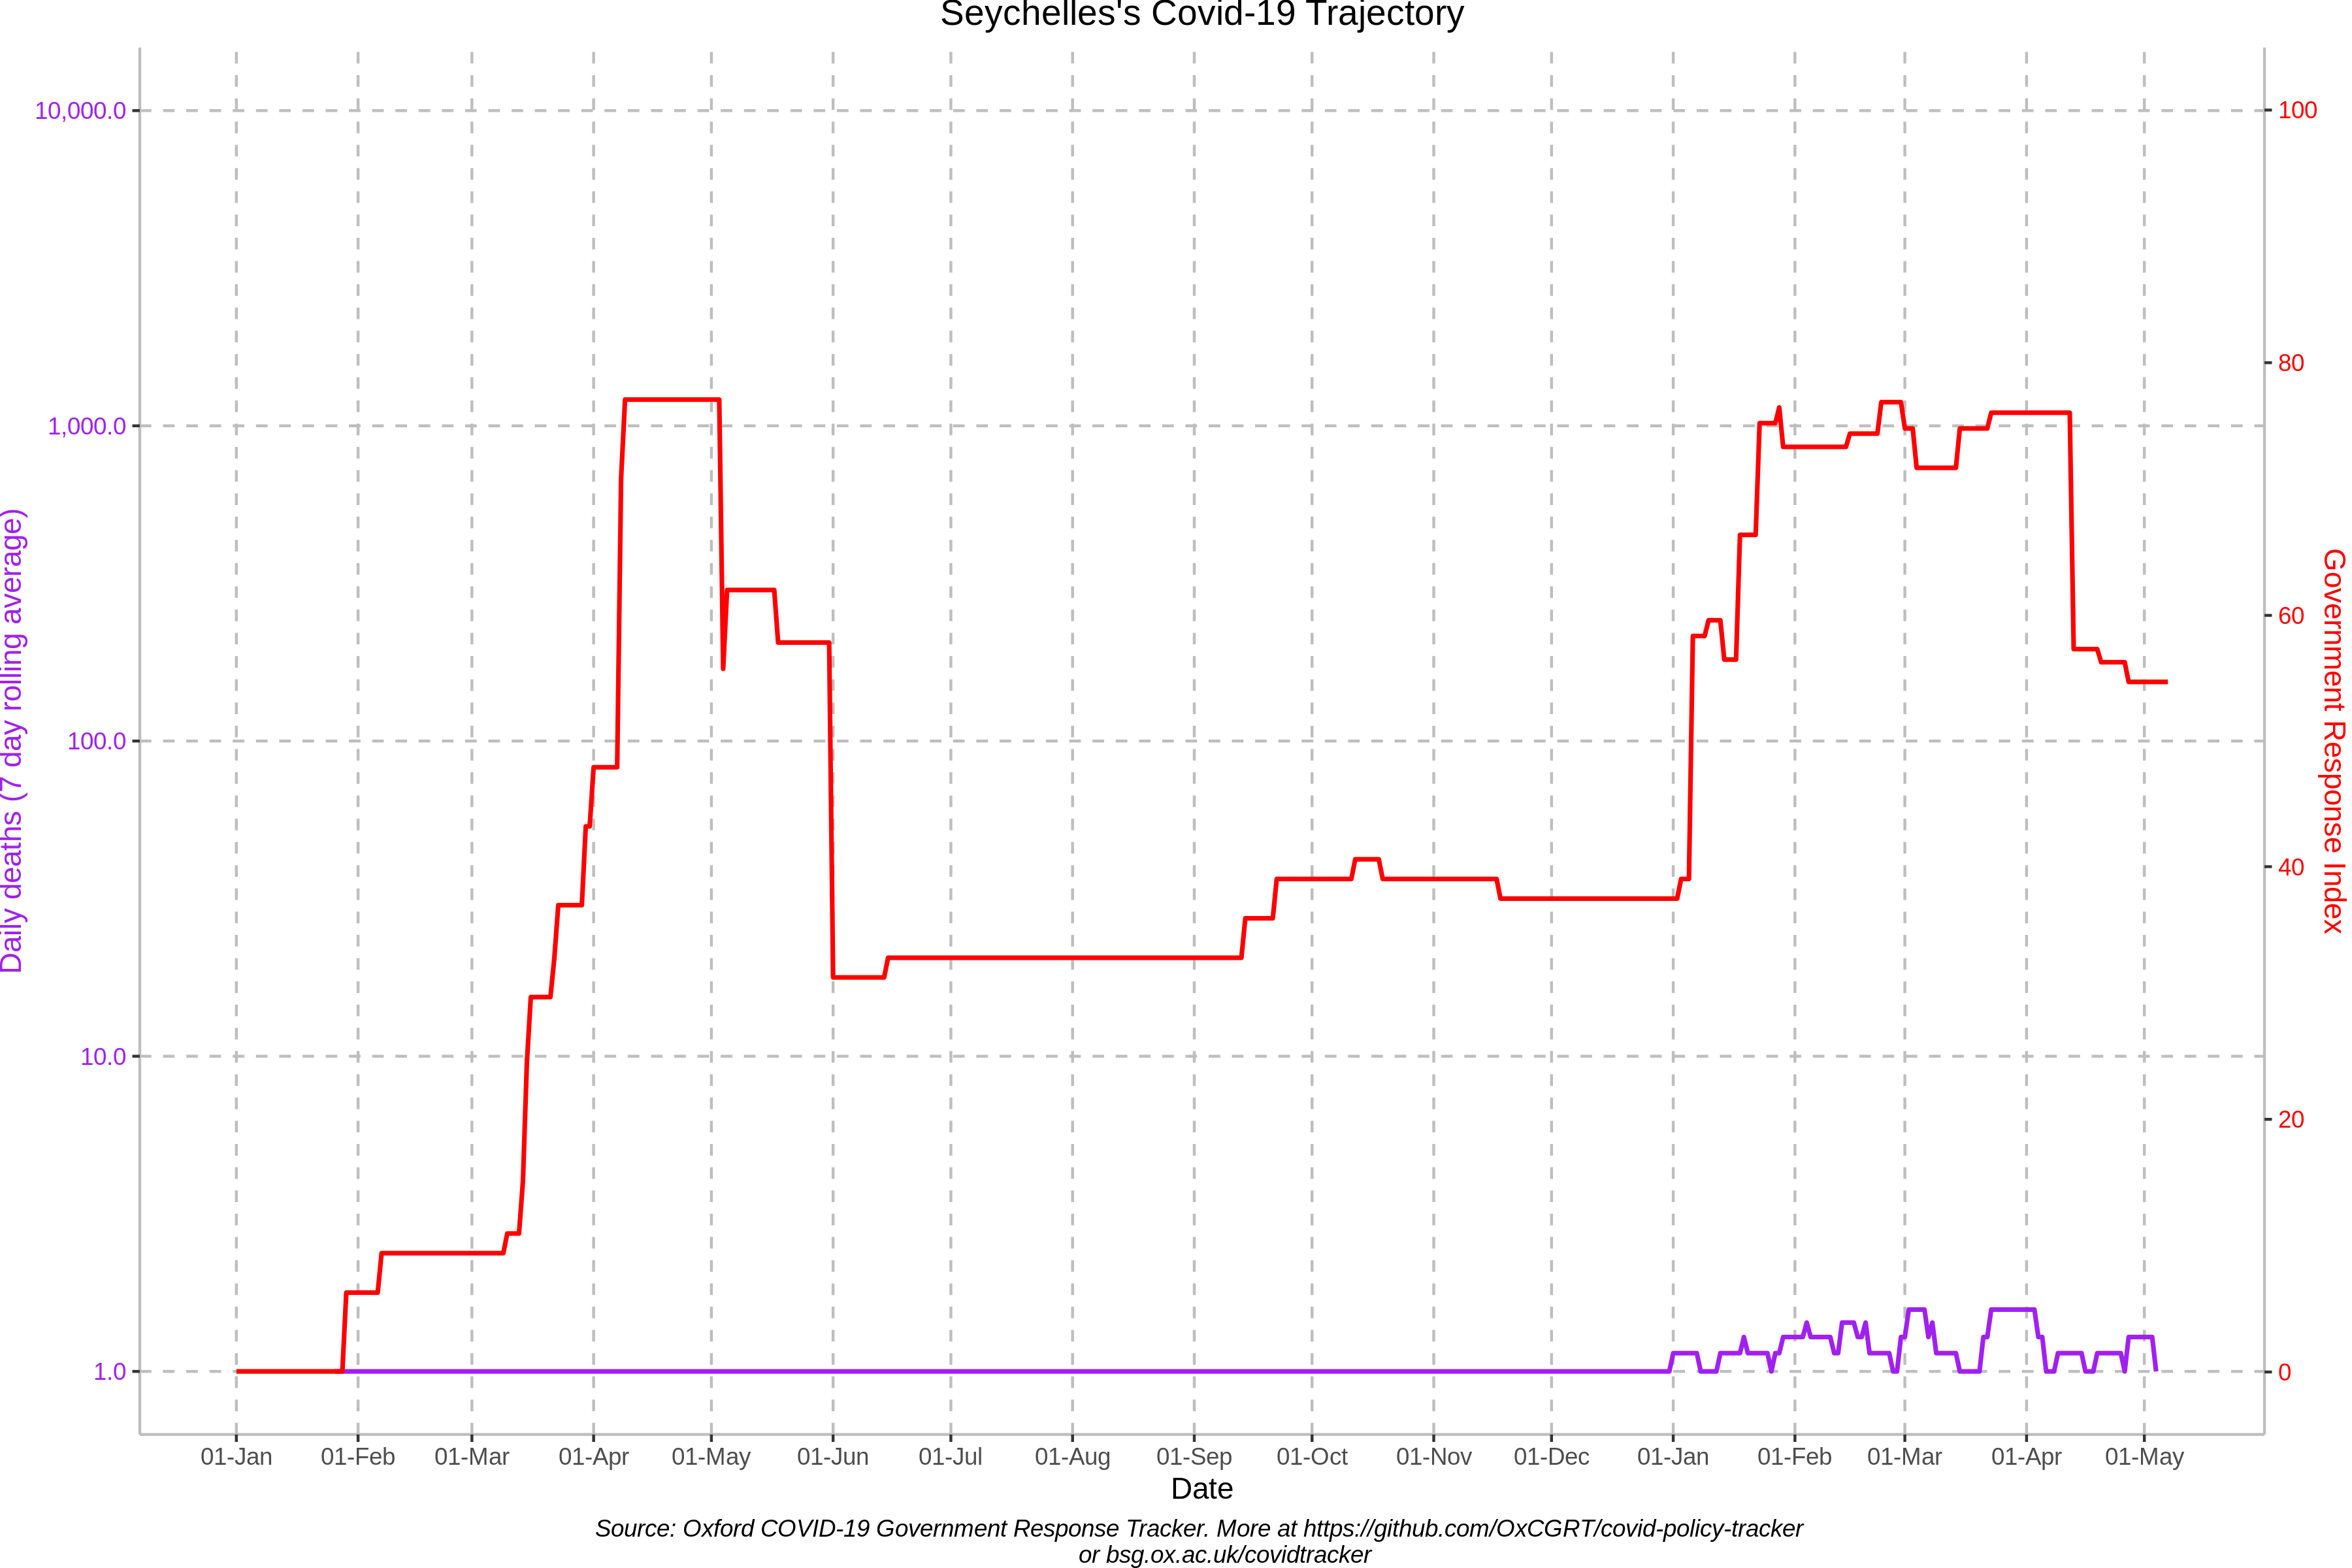 Seychelles's Covid-19 Trajectory
10,000.0
1,000.0
100.0
10.0
1.0
Daily deaths (7 day rolling average)
100
80
60
40
20
0
Government Response Index
01-Jan 01-Feb 01-Mar 01-Apr 01-May 01-Jun 01-Jul 01-Aug 01-Sep 01-Oct 01-Nov 01-Dec 01-Jan 01-Feb 01-Mar 01-Apr 01-May
Date
Source: Oxford COVID-19 Government Response Tracker. More at https://github.com/OxCGRT/covid-policy-tracker
or bsg.ox.ac.uk/covidtracker